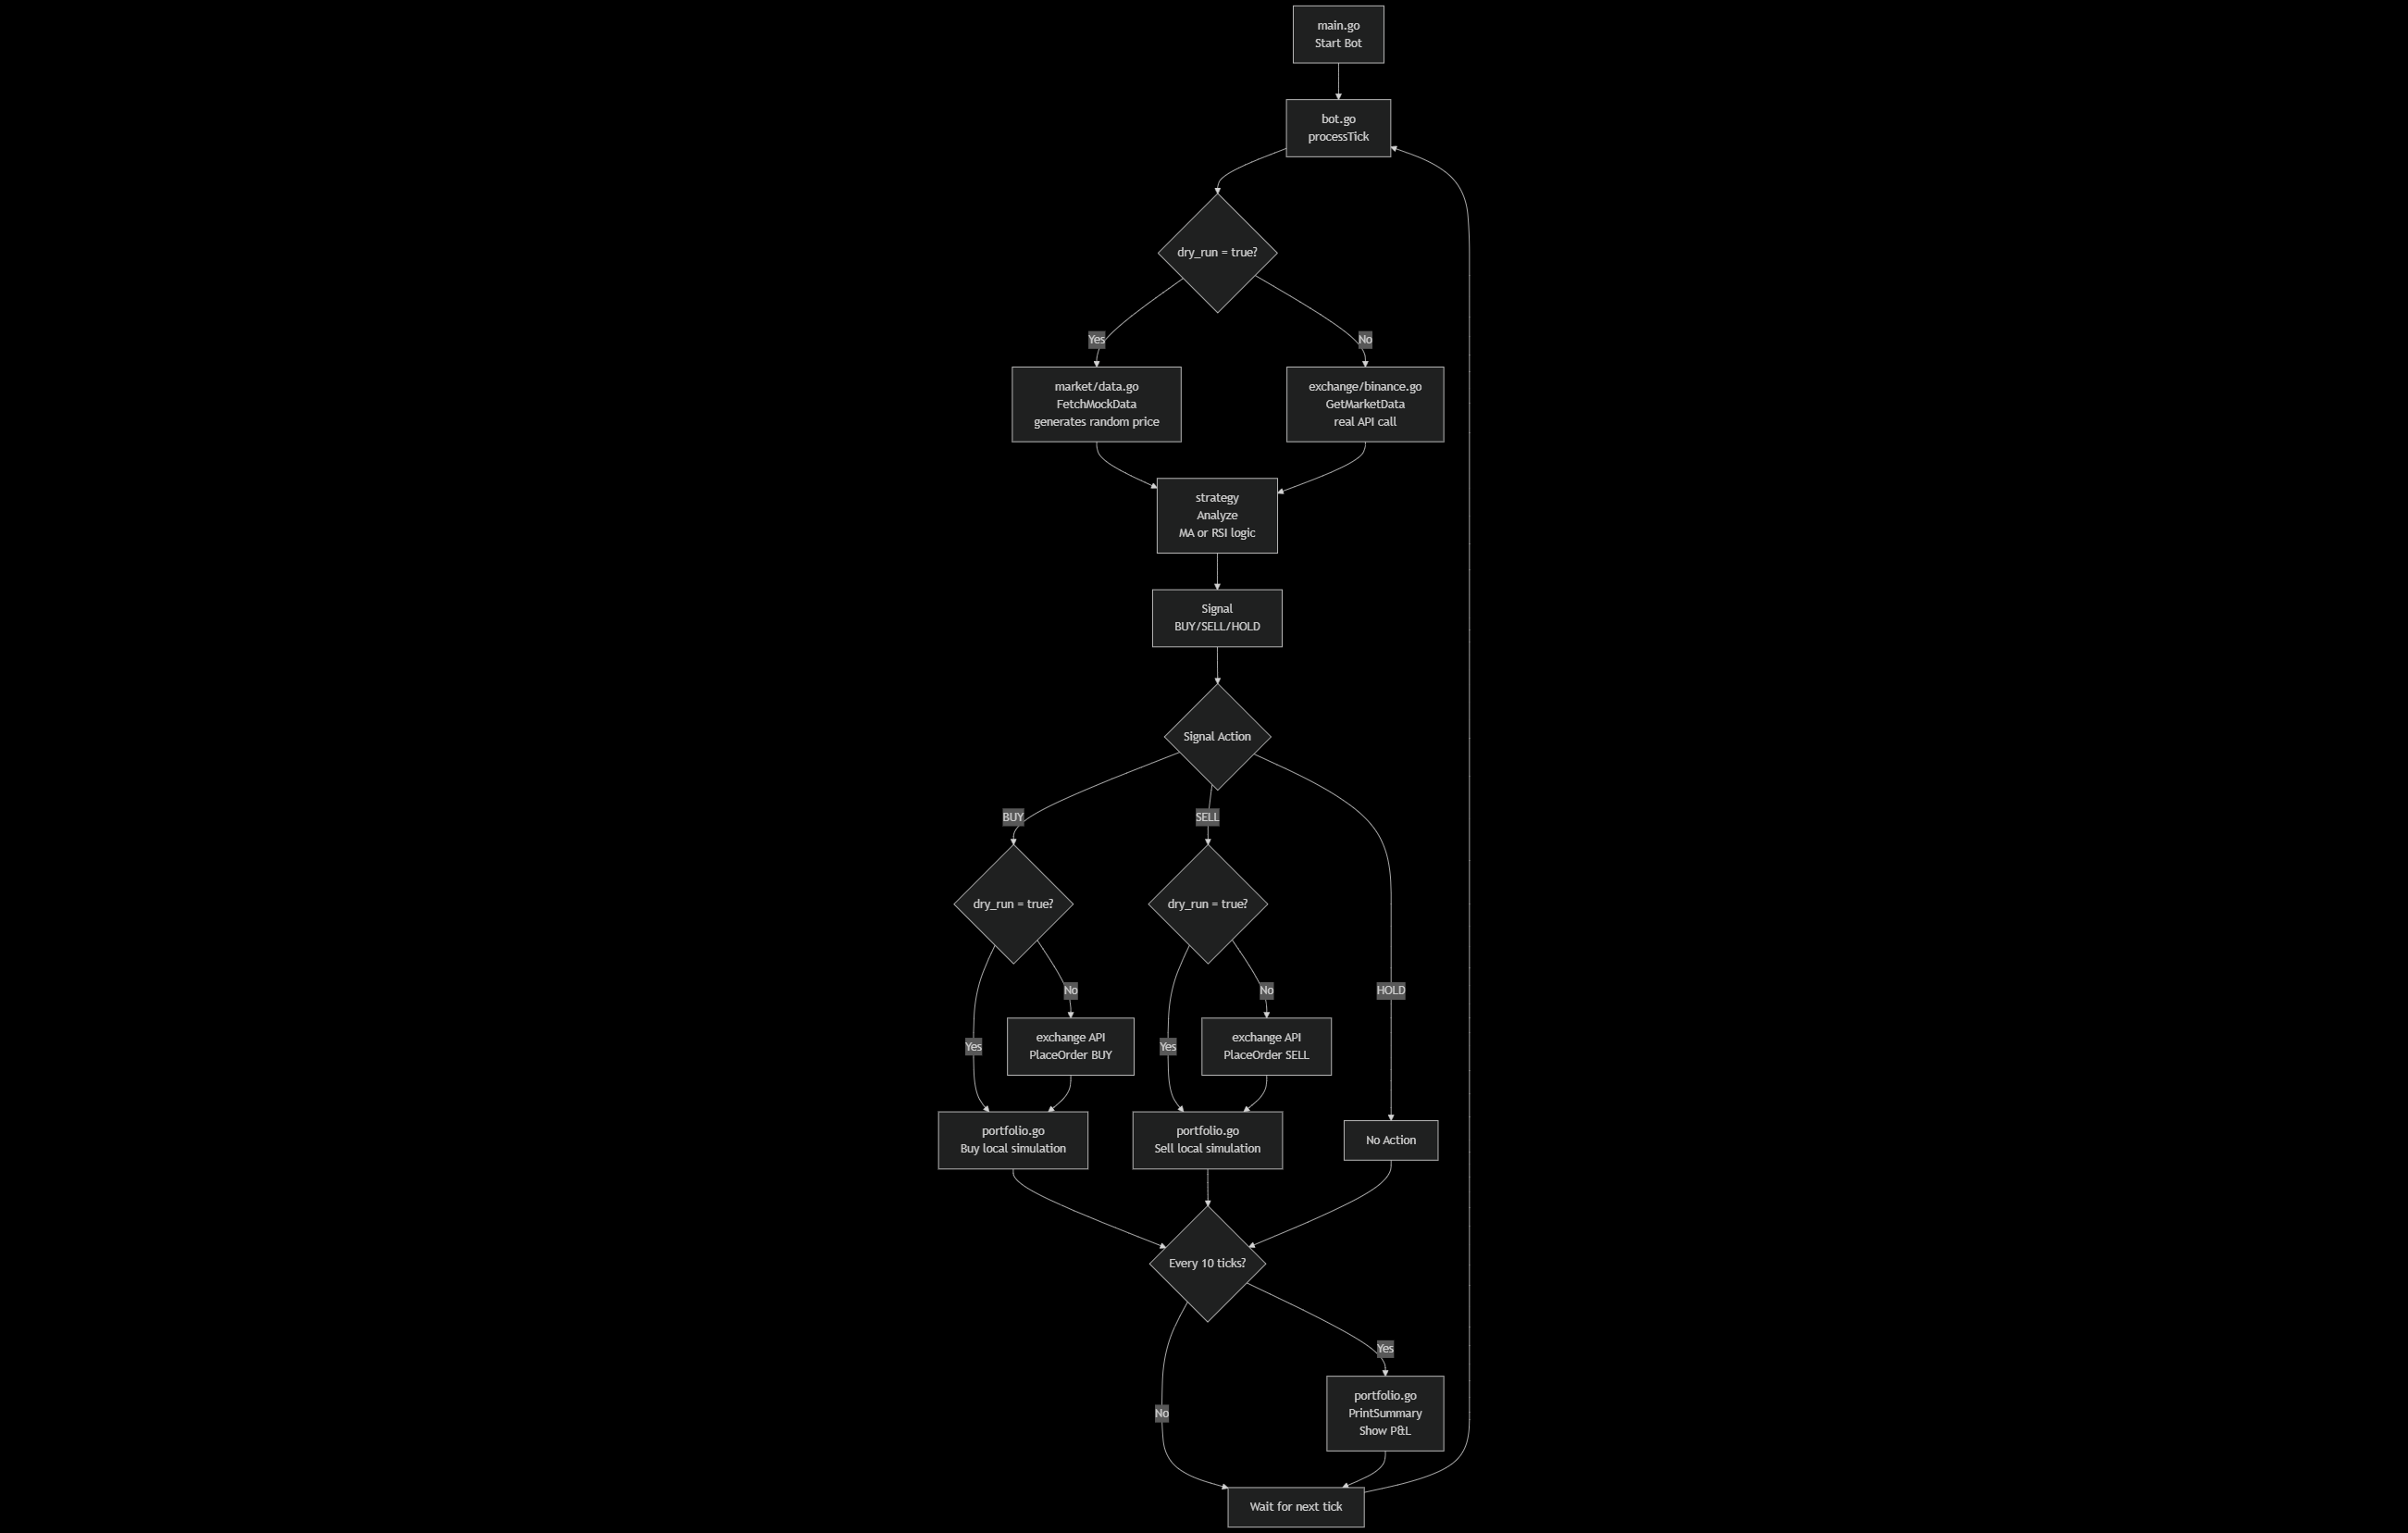 main.go
Start Bot
bot.go
processTick
dry_run = true?
Yes
No
market/data.go
FetchMockData
generates random price
exchange/binance.go
GetMarketData
real API call
strategy
Analyze
MA or RSI logic
Signal
BUY/SELL/HOLD
Signal Action
BUY
SELL
dry_run = true?
dry_run = true?
No
No
HOLD
Yes
exchange API
PlaceOrder BUY
Yes
exchange API
PlaceOrder SELL
portfolio.go
Buy local simulation
portfolio.go
Sell local simulation
No Action
Every 10 ticks?
Yes
No
portfolio.go
PrintSummary
Show P&L
Wait for next tick